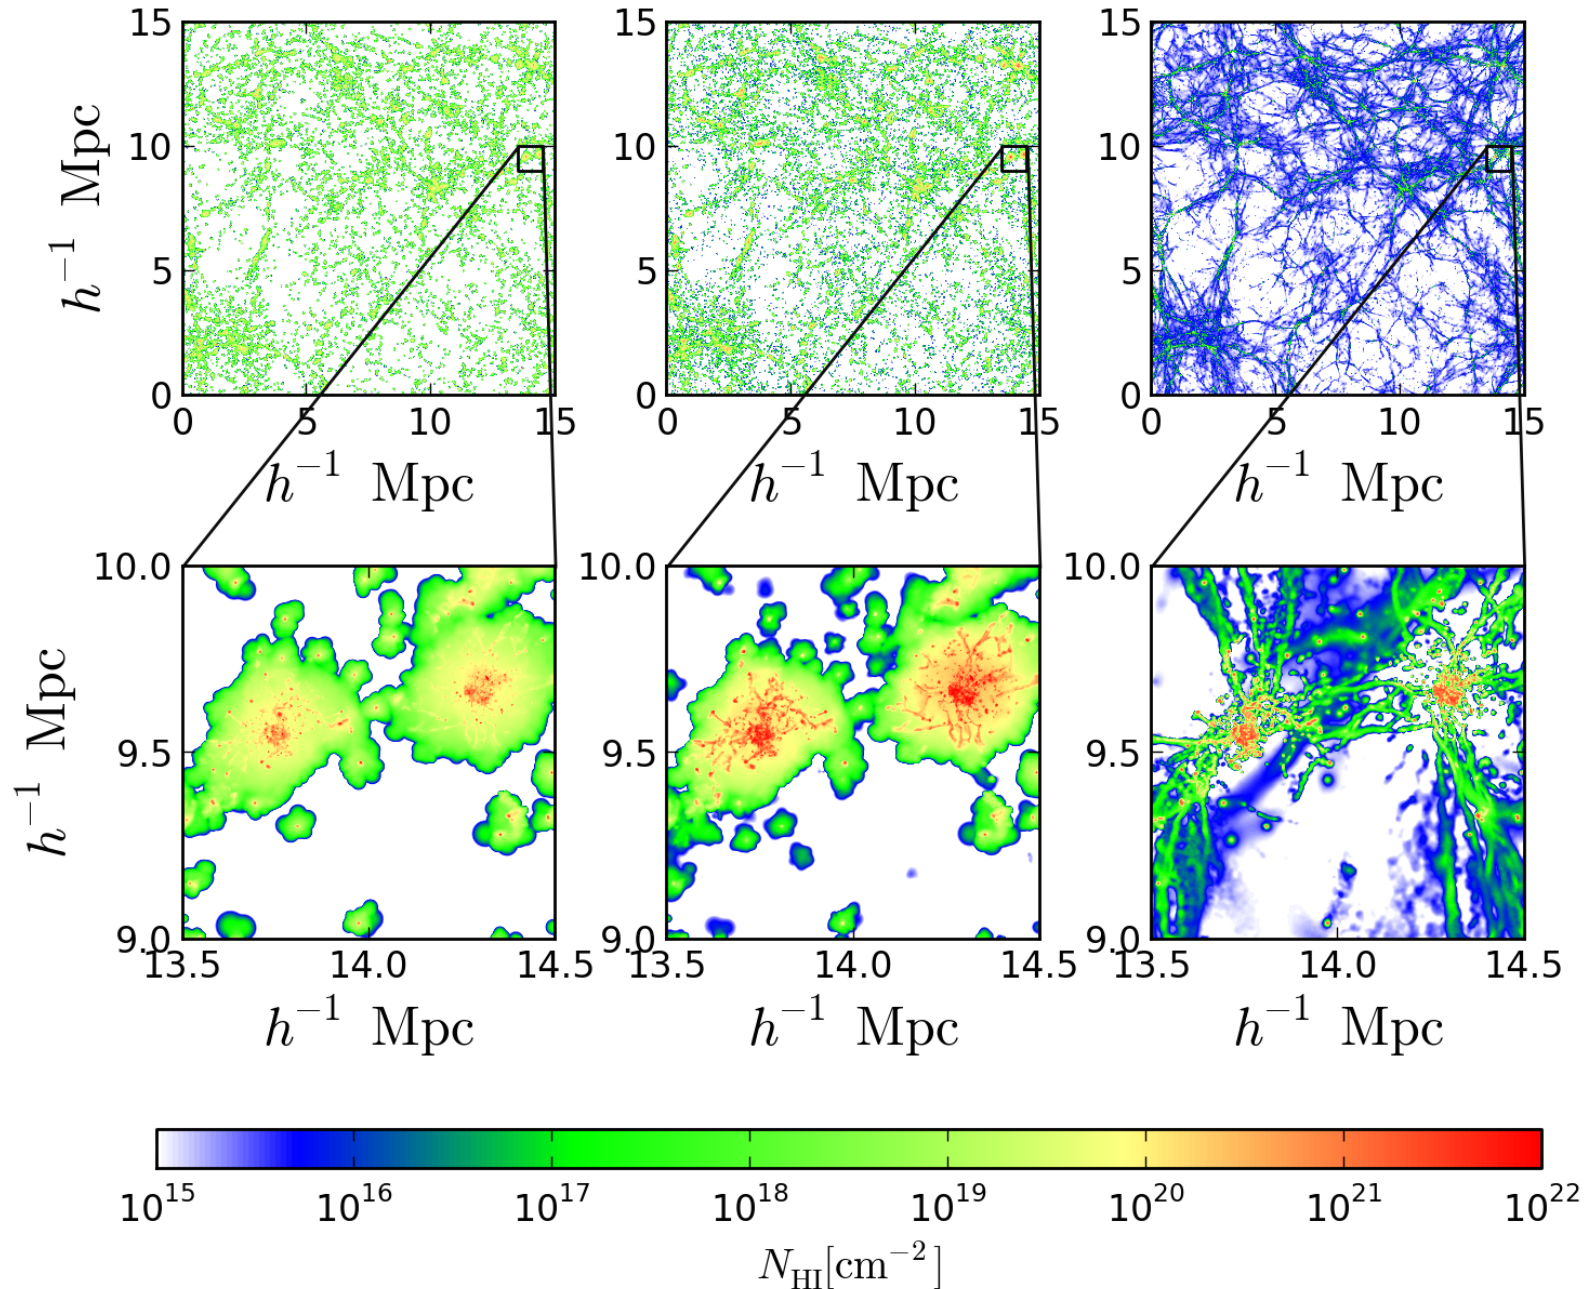 15 15 15
10 10 10
5 5 5
0 0 0
h⁻¹ Mpc
0 5 10 15 0 5 10 15 0 5 10 15
h⁻¹ Mpc h⁻¹ Mpc h⁻¹ Mpc
10.0 10.0 10.0
9.5 9.5 9.5
9.0 9.0 9.0
h⁻¹ Mpc
13.5 14.0 14.5 13.5 14.0 14.5 13.5 14.0 14.5
h⁻¹ Mpc h⁻¹ Mpc h⁻¹ Mpc
10¹⁵ 10¹⁶ 10¹⁷ 10¹⁸ 10¹⁹ 10²⁰ 10²¹ 10²²
N_HI[cm⁻²]